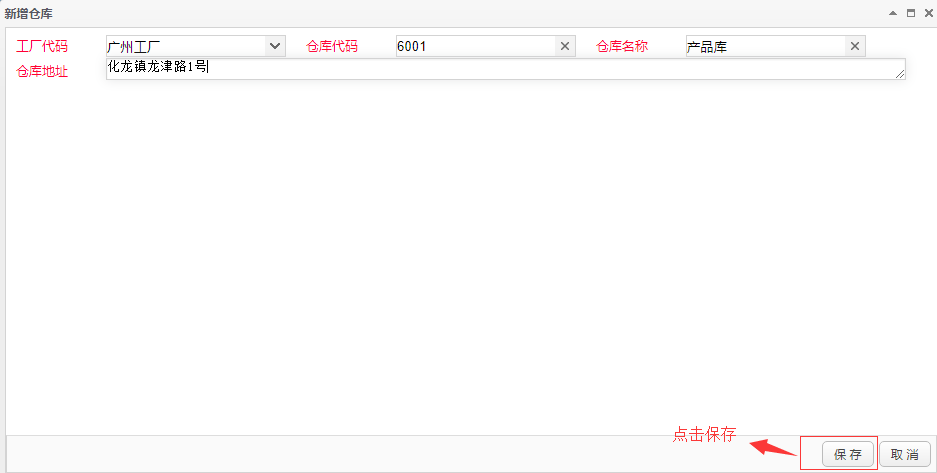 新增仓库
工厂代码 广州工厂 仓库代码 6001 仓库名称 产品库
仓库地址 化龙镇龙津路1号
点击保存
保存 取消